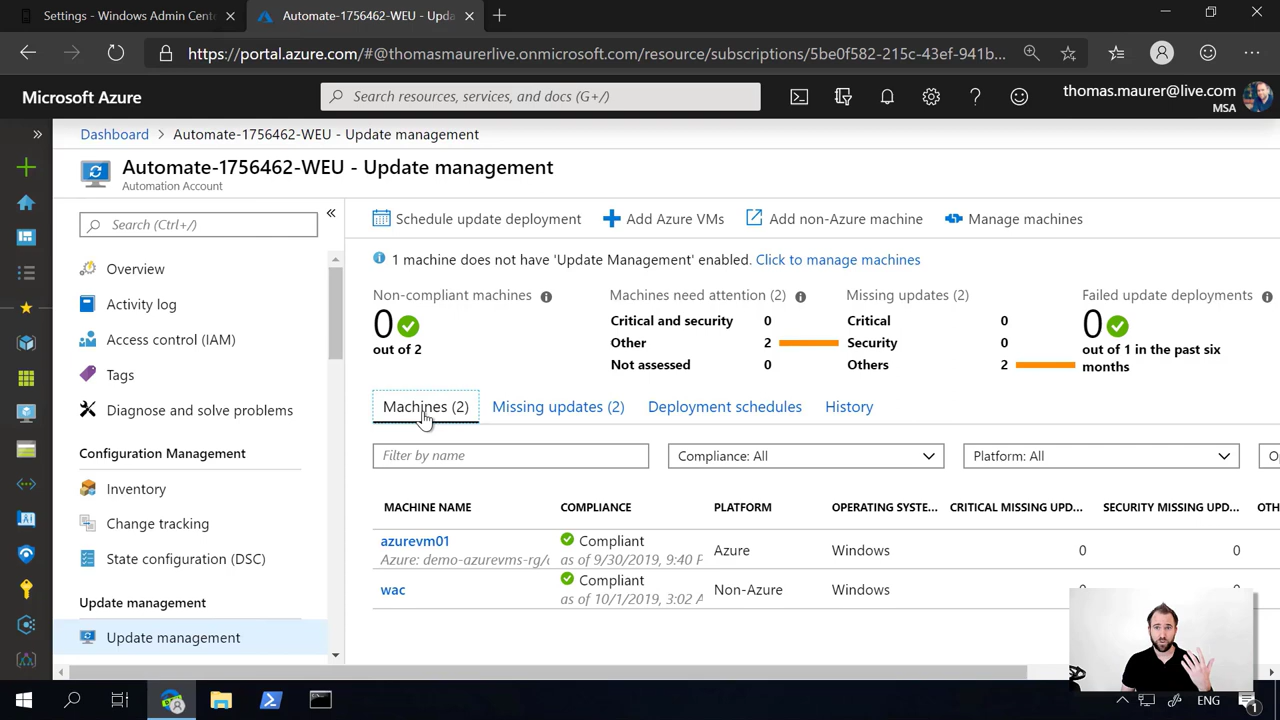 Settings - Windows Admin Cent
Automate-1756462-WEU - Upda
https://portal.azure.com/#@thomasmaurerlive.onmicrosoft.com/resource/subscriptions/5be0f582-215c-43ef-941b...
Microsoft Azure
Search resources, services, and docs (G+/)
thomas.maurer@live.com
MSA
Dashboard > Automate-1756462-WEU - Update management
Automate-1756462-WEU - Update management
Automation Account
Search (Ctrl+/)
Overview
Activity log
Access control (IAM)
Tags
Diagnose and solve problems
Configuration Management
Inventory
Change tracking
State configuration (DSC)
Update management
Update management
Schedule update deployment
Add Azure VMs
Add non-Azure machine
Manage machines
1 machine does not have 'Update Management' enabled. Click to manage machines
Non-compliant machines
0
out of 2
Machines need attention (2)
Critical and security 0
Other 2
Not assessed 0
Missing updates (2)
Critical 0
Security 0
Others 2
Failed update deployments
0
out of 1 in the past six
months
Machines (2)
Missing updates (2)
Deployment schedules
History
Filter by name
Compliance: All
Platform: All
Op
MACHINE NAME COMPLIANCE PLATFORM OPERATING SYSTE... CRITICAL MISSING UPD... SECURITY MISSING UPD... OTH
azurevm01 Compliant Azure Windows 0 0
Azure: demo-azurevms-rg/ as of 9/30/2019, 9:40 P
wac Compliant Non-Azure Windows
as of 10/1/2019, 3:02 A
ENG
1